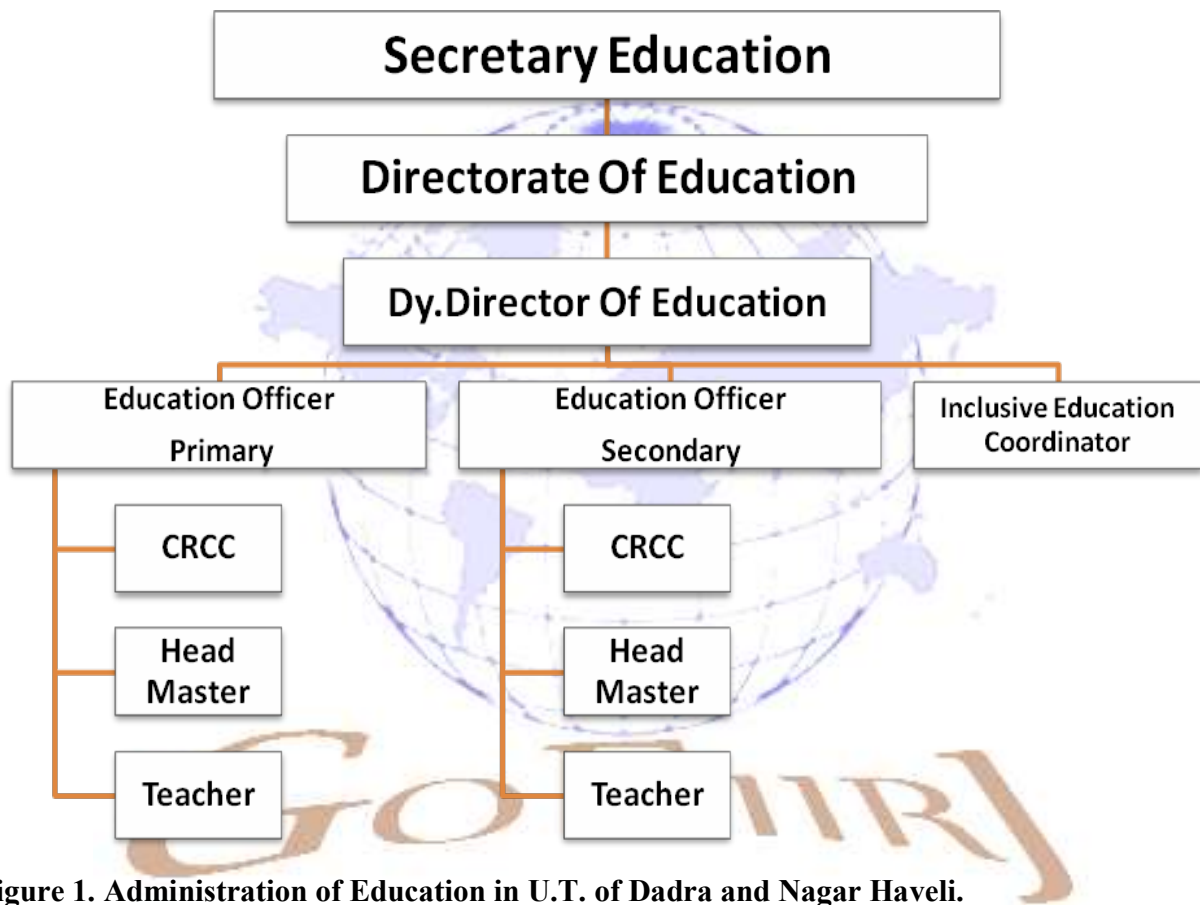 Secretary Education
Directorate Of Education
Dy.Director Of Education
Education Officer
Primary
Education Officer
Secondary
Inclusive Education
Coordinator
CRCC
CRCC
Head
Master
Head
Master
Teacher
Teacher
igure 1. Administration of Education in U.T. of Dadra and Nagar Haveli.